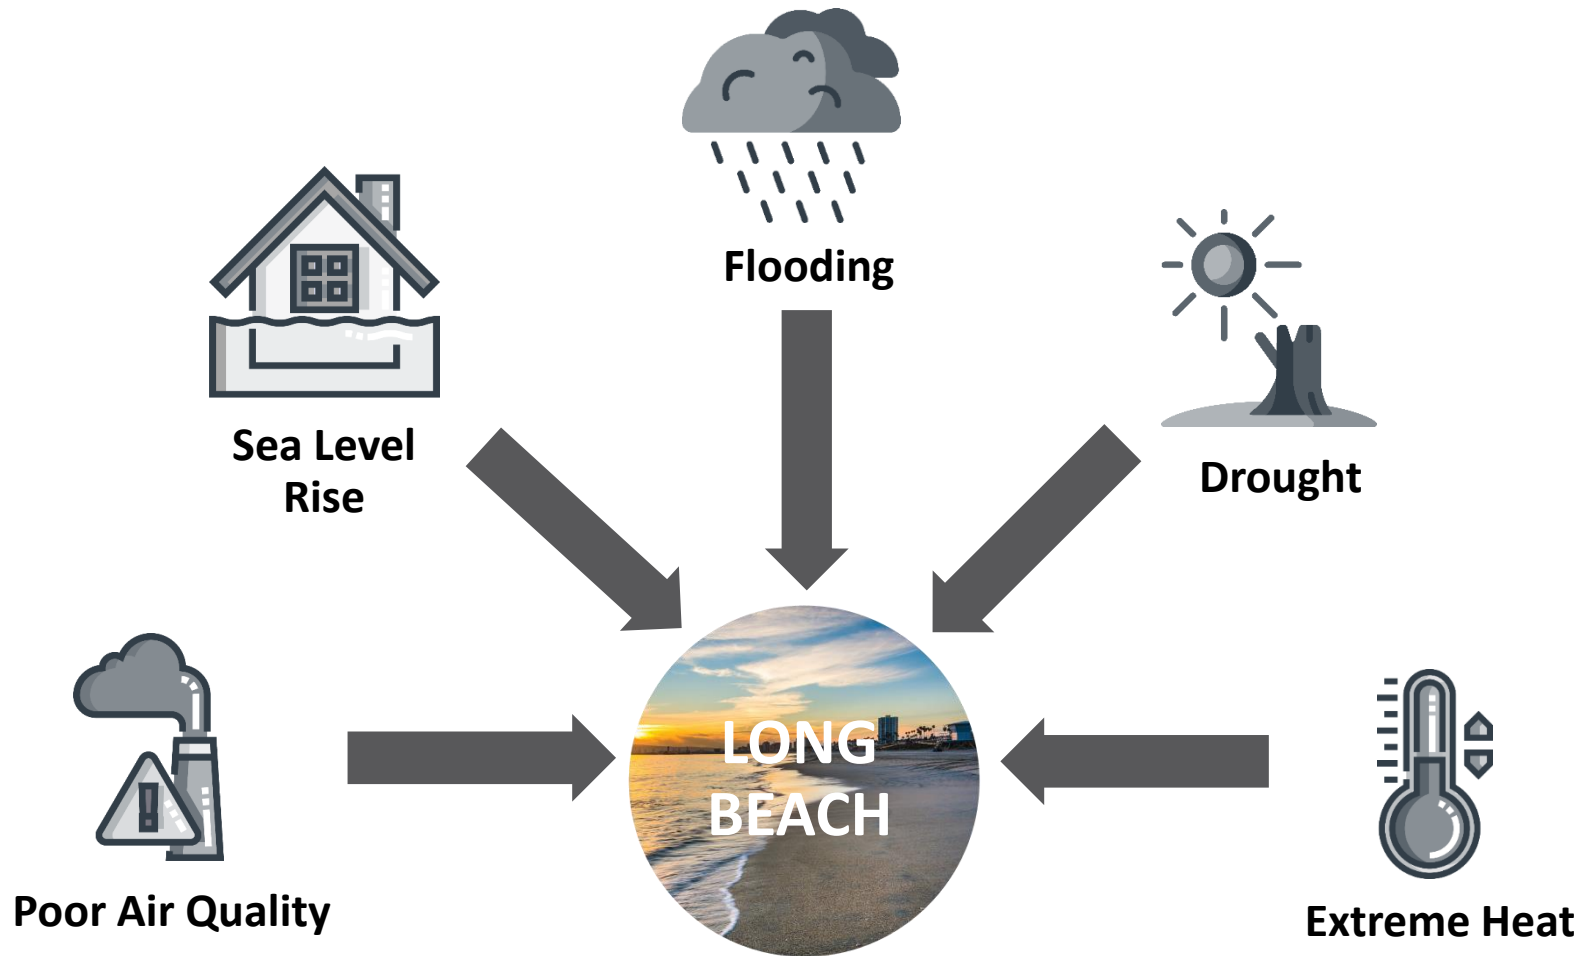 Flooding
Sea Level
Rise
Drought
LONG
BEACH
Poor Air Quality
Extreme Heat